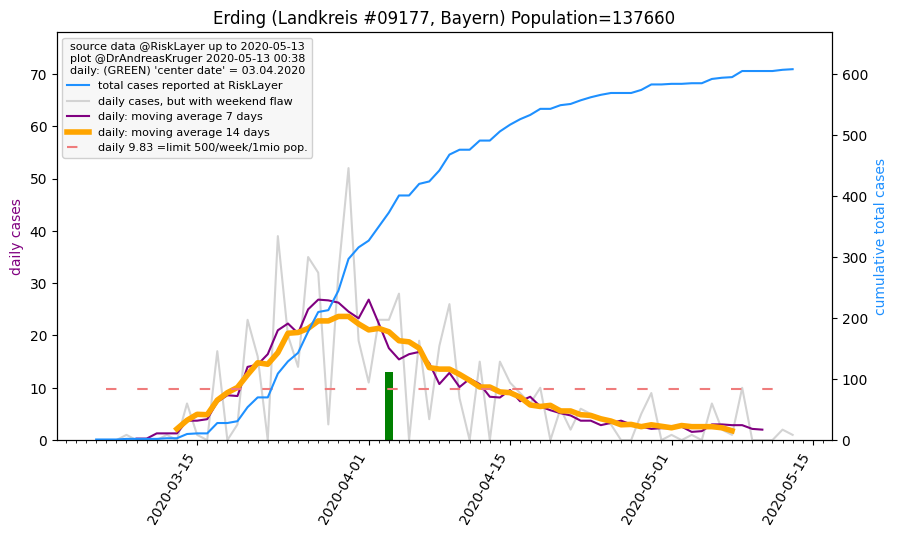 Erding (Landkreis #09177, Bayern) Population=137660
source data @RiskLayer up to 2020-05-13
plot @DrAndreasKruger 2020-05-13 00:38
daily: (GREEN) 'center date' = 03.04.2020
total cases reported at RiskLayer
daily cases, but with weekend flaw
daily: moving average 7 days
daily: moving average 14 days
daily 9.83 =limit 500/week/1mio pop.
daily cases
70
60
50
40
30
20
10
0
cumulative total cases
600
500
400
300
200
100
0
2020-03-15
2020-04-01
2020-04-15
2020-05-01
2020-05-15